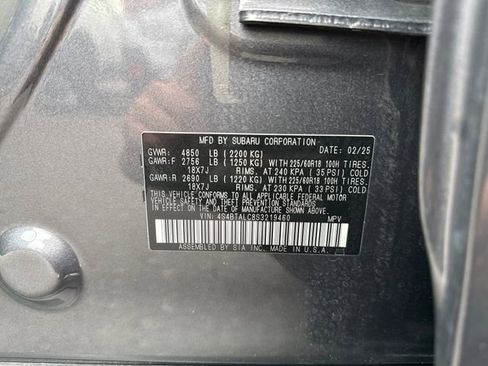 MFD BY SUBARU CORPORATION
GVWR: 4850 LB (2200 KG) DATE: 02/25
GAWR:F 2756 LB (1250 KG) WITH 225/60R18 100H TIRES.
18X7J RIMS. AT 240 KPA ( 35 PSI) COLD
GAWR:R 2690 LB (1220 KG) WITH 225/60R18 100H TIRES.
18X7J RIMS. AT 230 KPA ( 33 PSI) COLD
THIS VEHICLE CONFORMS TO ALL APPLICABLE FEDERAL MOTOR
VEHICLE SAFETY AND THEFT PREVENTION STANDARDS
IN EFFECT ON THE DATE OF MANUFACTURE SHOWN ABOVE.
VIN: 4S4BTALC8S3219460 MPV
ASSEMBLED BY SIA INC. MADE IN U.S.A.